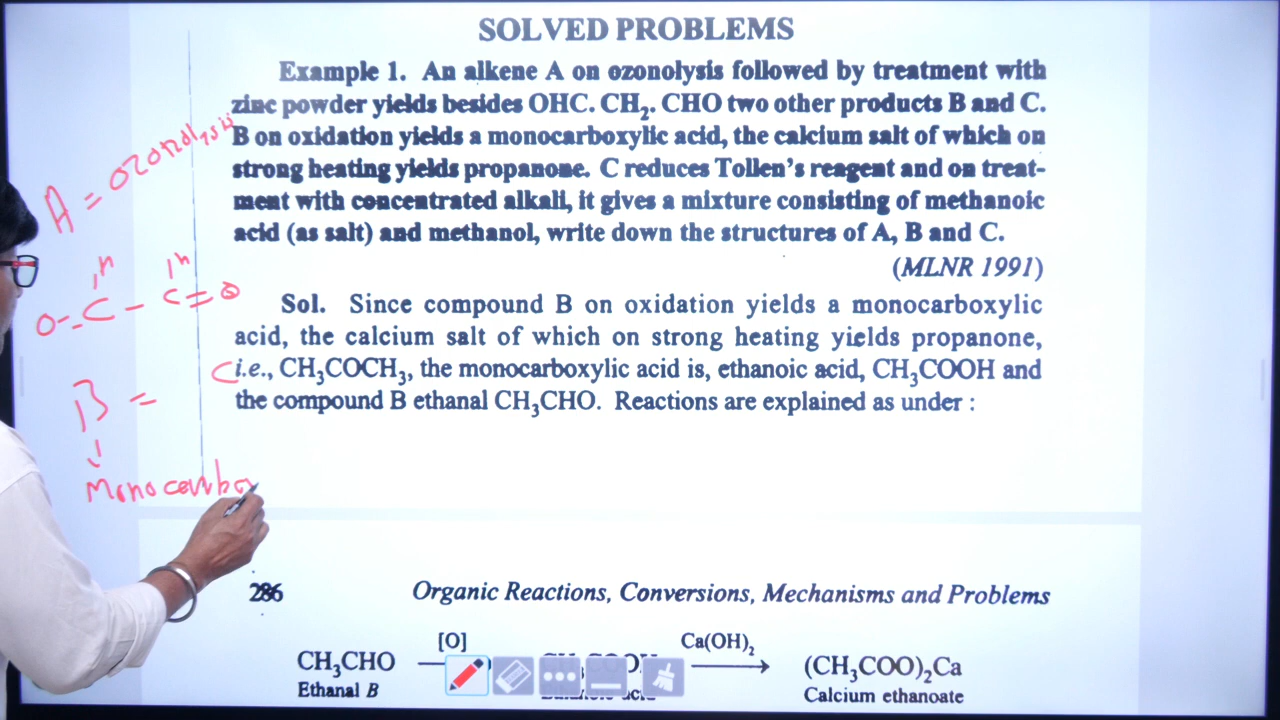 SOLVED PROBLEMS
Example 1. An alkene A on ozonolysis followed by treatment with
zinc powder yields besides OHC. CH₂. CHO two other products B and C.
B on oxidation yields a monocarboxylic acid, the calcium salt of which on
strong heating yields propanone. C reduces Tollen's reagent and on treat-
ment with concentrated alkali, it gives a mixture consisting of methanoic
acid (as salt) and methanol, write down the structures of A, B and C.
(MLNR 1991)
Sol. Since compound B on oxidation yields a monocarboxylic
acid, the calcium salt of which on strong heating yields propanone,
i.e., CH₃COCH₃, the monocarboxylic acid is, ethanoic acid, CH₃COOH and
the compound B ethanal CH₃CHO. Reactions are explained as under :
A = ozonolysis
B =
Monocarbo
286 Organic Reactions, Conversions, Mechanisms and Problems
[O] Ca(OH)₂
CH₃CHO (CH₃COO)₂Ca
Ethanal B Calcium ethanoate